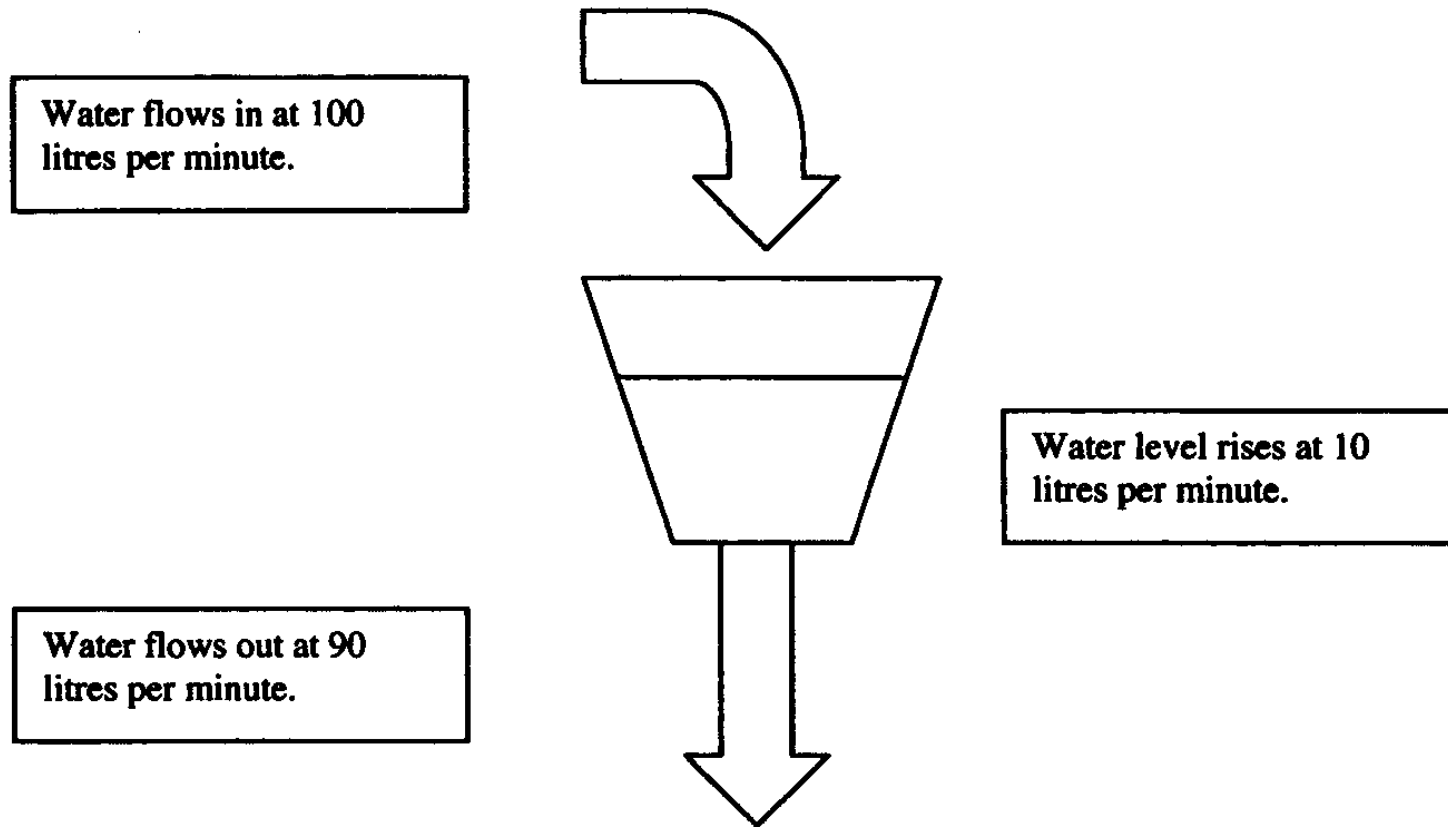 Water flows in at 100
litres per minute.
Water level rises at 10
litres per minute.
Water flows out at 90
litres per minute.